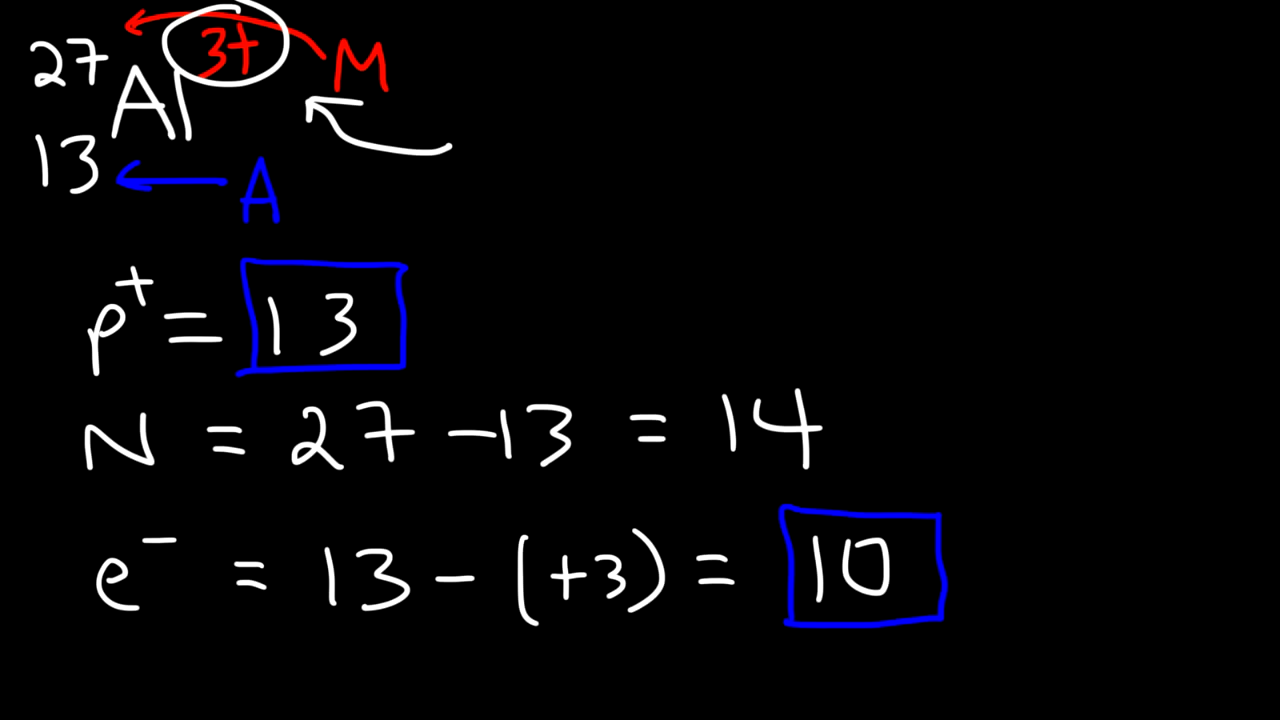 27 Al 3+ M
13 A
p+ = 13
N = 27 - 13 = 14
e- = 13 - (+3) = 10